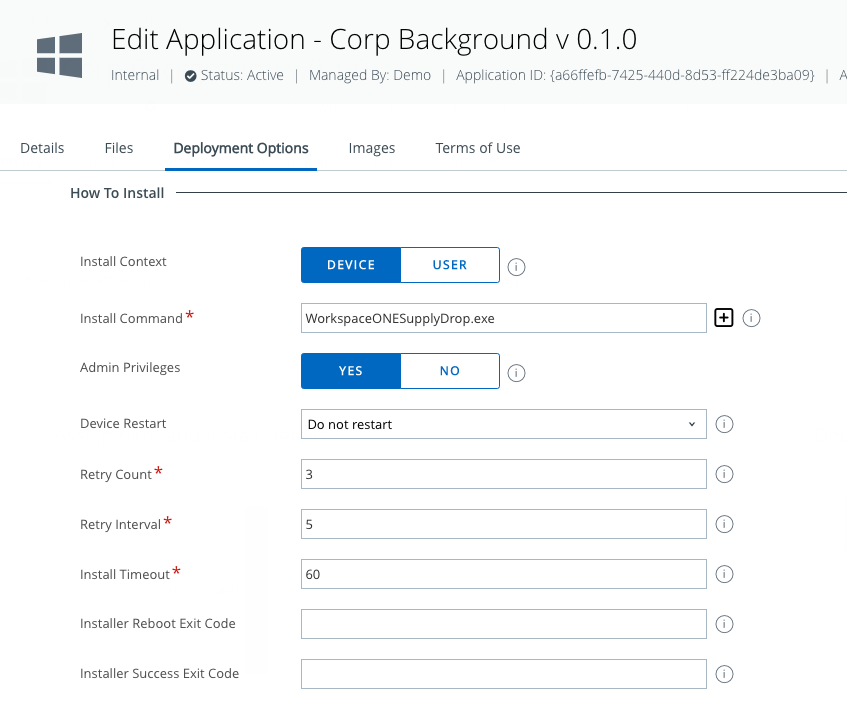 Edit Application - Corp Background v 0.1.0
Internal | Status: Active | Managed By: Demo | Application ID: {a66ffefb-7425-440d-8d53-ff224de3ba09} | A
Details Files Deployment Options Images Terms of Use
How To Install
Install Context DEVICE USER
Install Command * WorkspaceONESupplyDrop.exe
Admin Privileges YES NO
Device Restart Do not restart
Retry Count * 3
Retry Interval * 5
Install Timeout * 60
Installer Reboot Exit Code
Installer Success Exit Code